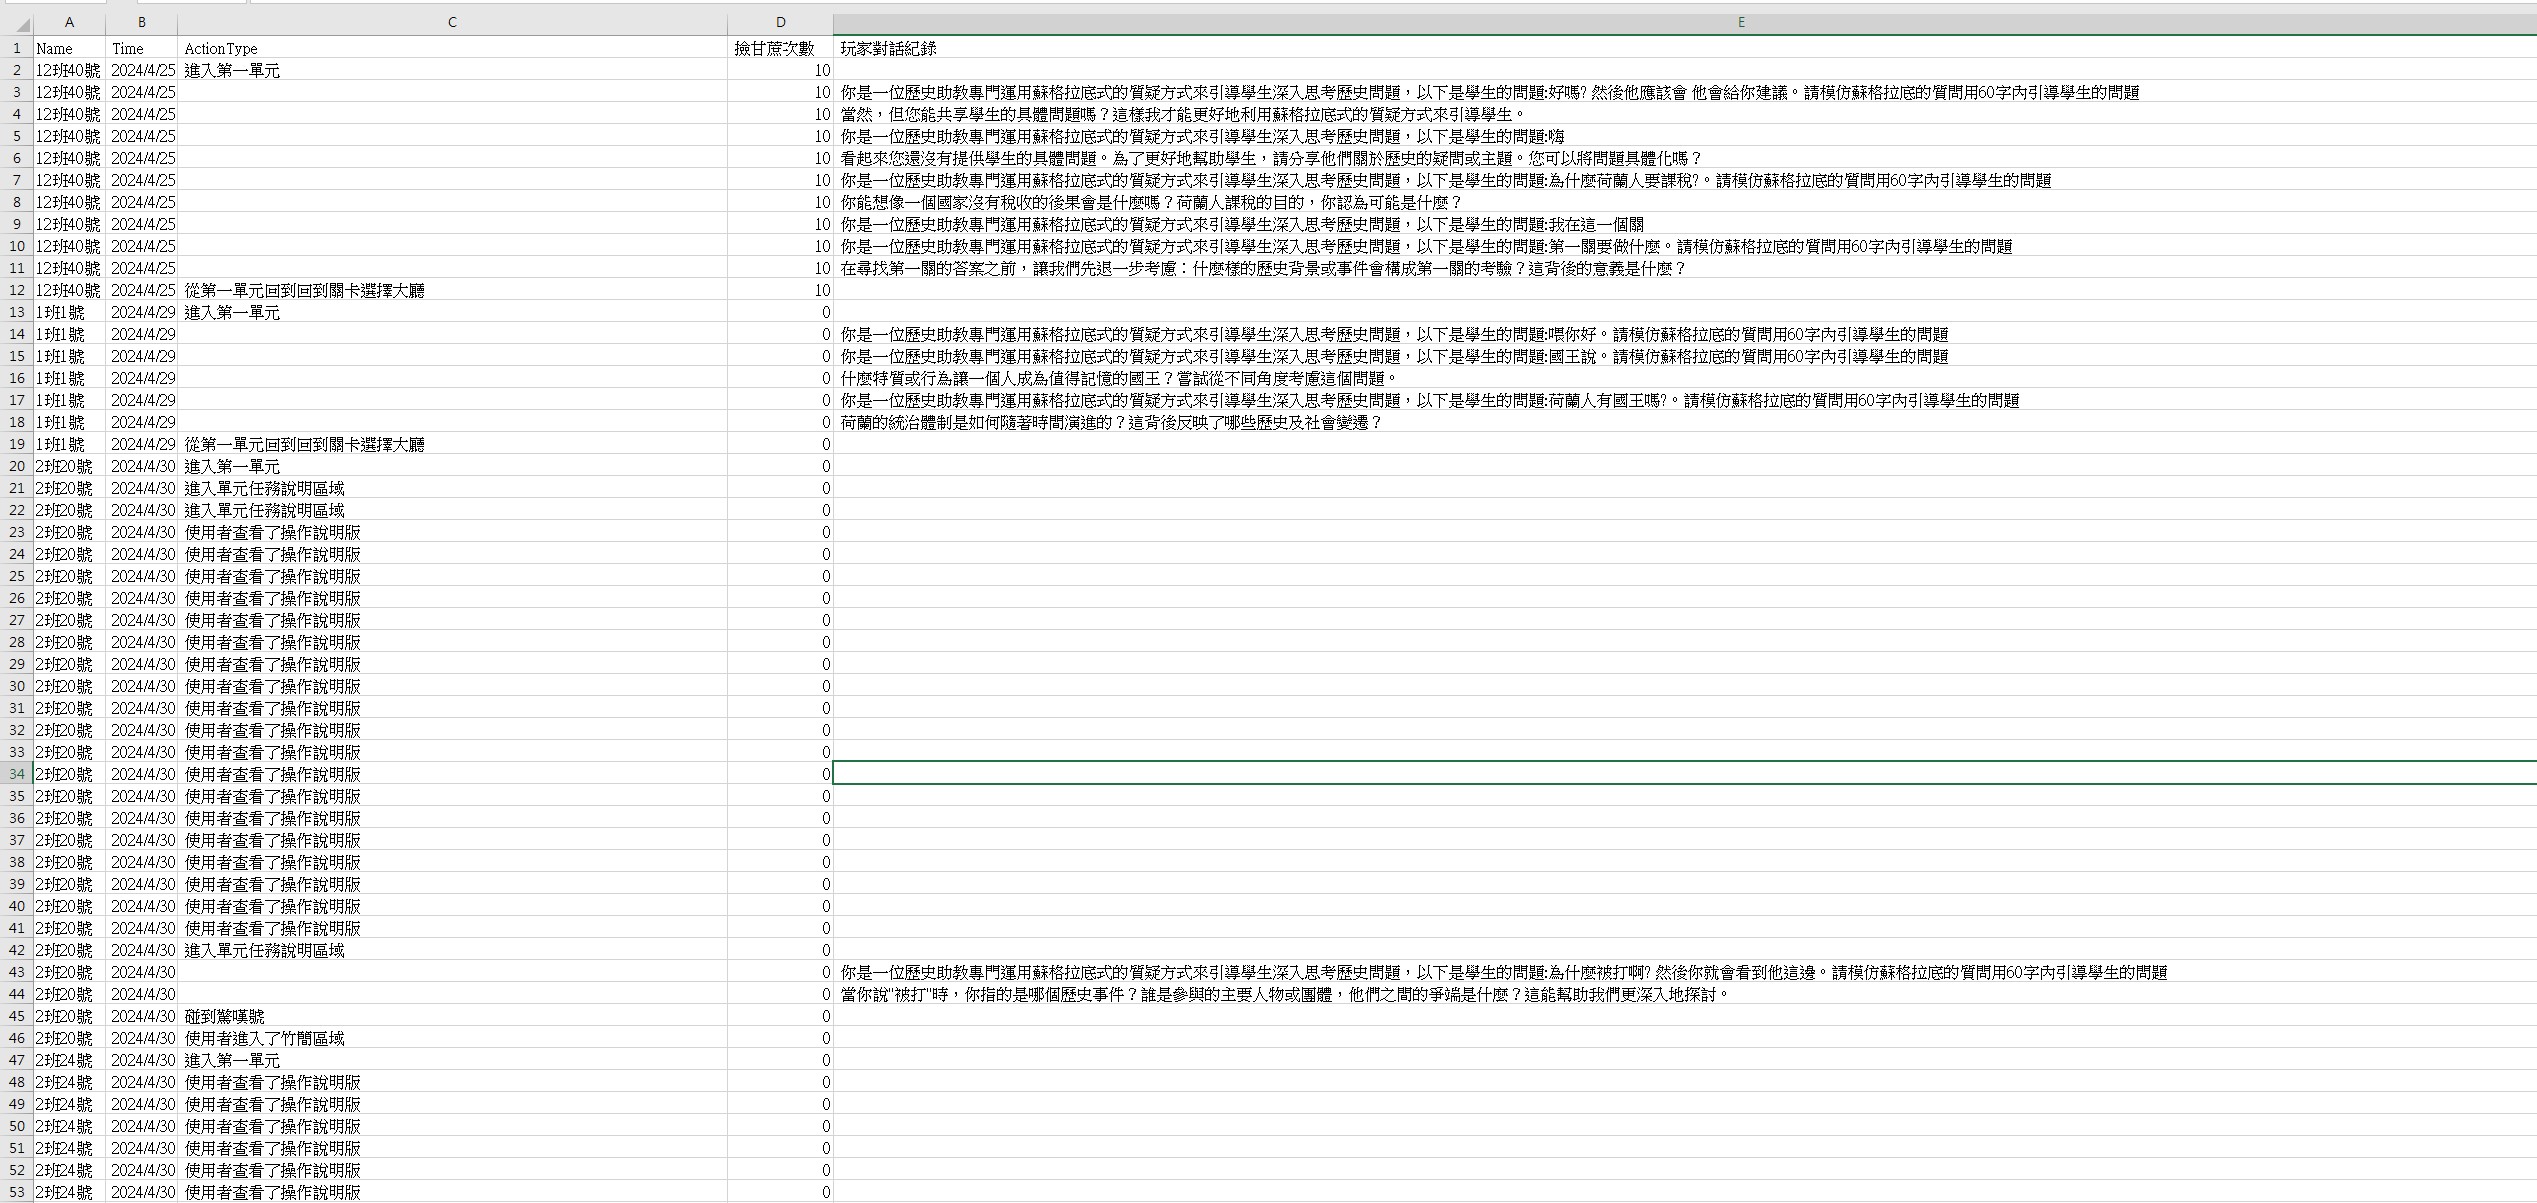 A B C D E
1 Name Time ActionType 撿甘蔗次數 玩家對話紀錄
2 12班40號 2024/4/25 進入第一單元 10
3 12班40號 2024/4/25 10 你是一位歷史助教專門運用蘇格拉底式的質疑方式來引導學生深入思考歷史問題，以下是學生的問題:好嗎? 然後他應該會 他會給你建議。請模仿蘇格拉底的質問用60字內引導學生的問題
4 12班40號 2024/4/25 10 當然，但您能共享學生的具體問題嗎？這樣我才能更好地利用蘇格拉底式的質疑方式來引導學生。
5 12班40號 2024/4/25 10 你是一位歷史助教專門運用蘇格拉底式的質疑方式來引導學生深入思考歷史問題，以下是學生的問題:嗨
6 12班40號 2024/4/25 10 看起來您還沒有提供學生的具體問題。為了更好地幫助學生，請分享他們關於歷史的疑問或主題。您可以將問題具體化嗎？
7 12班40號 2024/4/25 10 你是一位歷史助教專門運用蘇格拉底式的質疑方式來引導學生深入思考歷史問題，以下是學生的問題:為什麼荷蘭人要課稅?。請模仿蘇格拉底的質問用60字內引導學生的問題
8 12班40號 2024/4/25 10 你能想像一個國家沒有稅收的後果會是什麼嗎？荷蘭人課稅的目的，你認為可能是什麼？
9 12班40號 2024/4/25 10 你是一位歷史助教專門運用蘇格拉底式的質疑方式來引導學生深入思考歷史問題，以下是學生的問題:我在這一個關
10 12班40號 2024/4/25 10 你是一位歷史助教專門運用蘇格拉底式的質疑方式來引導學生深入思考歷史問題，以下是學生的問題:第一關要做什麼。請模仿蘇格拉底的質問用60字內引導學生的問題
11 12班40號 2024/4/25 10 在尋找第一關的答案之前，讓我們先退一步考慮：什麼樣的歷史背景或事件會構成第一關的考驗？這背後的意義是什麼？
12 12班40號 2024/4/25 從第一單元回到回到關卡選擇大廳 10
13 1班1號 2024/4/29 進入第一單元 0
14 1班1號 2024/4/29 0 你是一位歷史助教專門運用蘇格拉底式的質疑方式來引導學生深入思考歷史問題，以下是學生的問題:喂你好。請模仿蘇格拉底的質問用60字內引導學生的問題
15 1班1號 2024/4/29 0 你是一位歷史助教專門運用蘇格拉底式的質疑方式來引導學生深入思考歷史問題，以下是學生的問題:國王說。請模仿蘇格拉底的質問用60字內引導學生的問題
16 1班1號 2024/4/29 0 什麼特質或行為讓一個人成為值得記憶的國王？嘗試從不同角度考慮這個問題。
17 1班1號 2024/4/29 0 你是一位歷史助教專門運用蘇格拉底式的質疑方式來引導學生深入思考歷史問題，以下是學生的問題:荷蘭人有國王嗎?。請模仿蘇格拉底的質問用60字內引導學生的問題
18 1班1號 2024/4/29 0 荷蘭的統治體制是如何隨著時間演進的？這背後反映了哪些歷史及社會變遷？
19 1班1號 2024/4/29 從第一單元回到回到關卡選擇大廳 0
20 2班20號 2024/4/30 進入第一單元 0
21 2班20號 2024/4/30 進入單元任務說明區域 0
22 2班20號 2024/4/30 進入單元任務說明區域 0
23 2班20號 2024/4/30 使用者查看了操作說明版 0
24 2班20號 2024/4/30 使用者查看了操作說明版 0
25 2班20號 2024/4/30 使用者查看了操作說明版 0
26 2班20號 2024/4/30 使用者查看了操作說明版 0
27 2班20號 2024/4/30 使用者查看了操作說明版 0
28 2班20號 2024/4/30 使用者查看了操作說明版 0
29 2班20號 2024/4/30 使用者查看了操作說明版 0
30 2班20號 2024/4/30 使用者查看了操作說明版 0
31 2班20號 2024/4/30 使用者查看了操作說明版 0
32 2班20號 2024/4/30 使用者查看了操作說明版 0
33 2班20號 2024/4/30 使用者查看了操作說明版 0
34 2班20號 2024/4/30 使用者查看了操作說明版 0
35 2班20號 2024/4/30 使用者查看了操作說明版 0
36 2班20號 2024/4/30 使用者查看了操作說明版 0
37 2班20號 2024/4/30 使用者查看了操作說明版 0
38 2班20號 2024/4/30 使用者查看了操作說明版 0
39 2班20號 2024/4/30 使用者查看了操作說明版 0
40 2班20號 2024/4/30 使用者查看了操作說明版 0
41 2班20號 2024/4/30 使用者查看了操作說明版 0
42 2班20號 2024/4/30 進入單元任務說明區域 0
43 2班20號 2024/4/30 0 你是一位歷史助教專門運用蘇格拉底式的質疑方式來引導學生深入思考歷史問題，以下是學生的問題:為什麼被打啊? 然後你就會看到他這邊。請模仿蘇格拉底的質問用60字內引導學生的問題
44 2班20號 2024/4/30 0 當你說"被打"時，你指的是哪個歷史事件？誰是參與的主要人物或團體，他們之間的爭端是什麼？這能幫助我們更深入地探討。
45 2班20號 2024/4/30 碰到驚嘆號 0
46 2班20號 2024/4/30 使用者進入了竹簡區域 0
47 2班24號 2024/4/30 進入第一單元 0
48 2班24號 2024/4/30 使用者查看了操作說明版 0
49 2班24號 2024/4/30 使用者查看了操作說明版 0
50 2班24號 2024/4/30 使用者查看了操作說明版 0
51 2班24號 2024/4/30 使用者查看了操作說明版 0
52 2班24號 2024/4/30 使用者查看了操作說明版 0
53 2班24號 2024/4/30 使用者查看了操作說明版 0